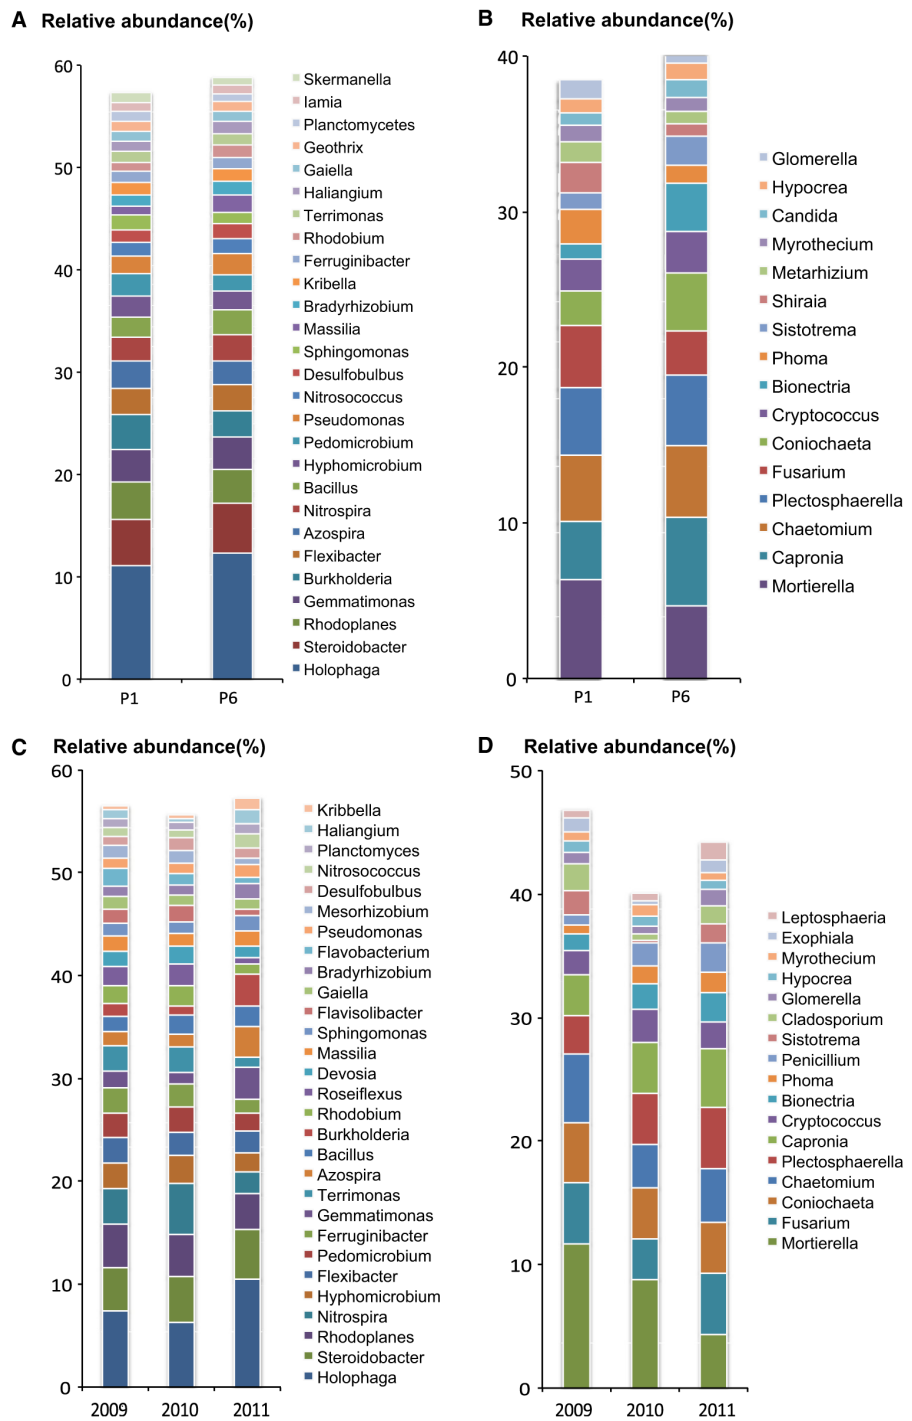 A Relative abundance(%)
60
50
40
30
20
10
0
P1 P6
Skermanella
Iamia
Planctomycetes
Geothrix
Gaiella
Haliangium
Terrimonas
Rhodobium
Ferruginibacter
Kribella
Bradyrhizobium
Massilia
Sphingomonas
Desulfobulbus
Nitrosococcus
Pseudomonas
Pedomicrobium
Hyphomicrobium
Bacillus
Nitrospira
Azospira
Flexibacter
Burkholderia
Gemmatimonas
Rhodoplanes
Steroidobacter
Holophaga
B Relative abundance(%)
40
30
20
10
0
P1 P6
Glomerella
Hypocrea
Candida
Myrothecium
Metarhizium
Shiraia
Sistotrema
Phoma
Bionectria
Cryptococcus
Coniochaeta
Fusarium
Plectosphaerella
Chaetomium
Capronia
Mortierella
C Relative abundance(%)
60
50
40
30
20
10
0
2009 2010 2011
Kribbella
Haliangium
Planctomyces
Nitrosococcus
Desulfobulbus
Mesorhizobium
Pseudomonas
Flavobacterium
Bradyrhizobium
Gaiella
Flavisolibacter
Sphingomonas
Massilia
Devosia
Roseiflexus
Rhodobium
Burkholderia
Bacillus
Azospira
Terrimonas
Gemmatimonas
Ferruginibacter
Pedomicrobium
Flexibacter
Hyphomicrobium
Nitrospira
Rhodoplanes
Steroidobacter
Holophaga
D Relative abundance(%)
50
40
30
20
10
0
2009 2010 2011
Leptosphaeria
Exophiala
Myrothecium
Hypocrea
Glomerella
Cladosporium
Sistotrema
Penicillium
Phoma
Bionectria
Cryptococcus
Capronia
Plectosphaerella
Chaetomium
Coniochaeta
Fusarium
Mortierella